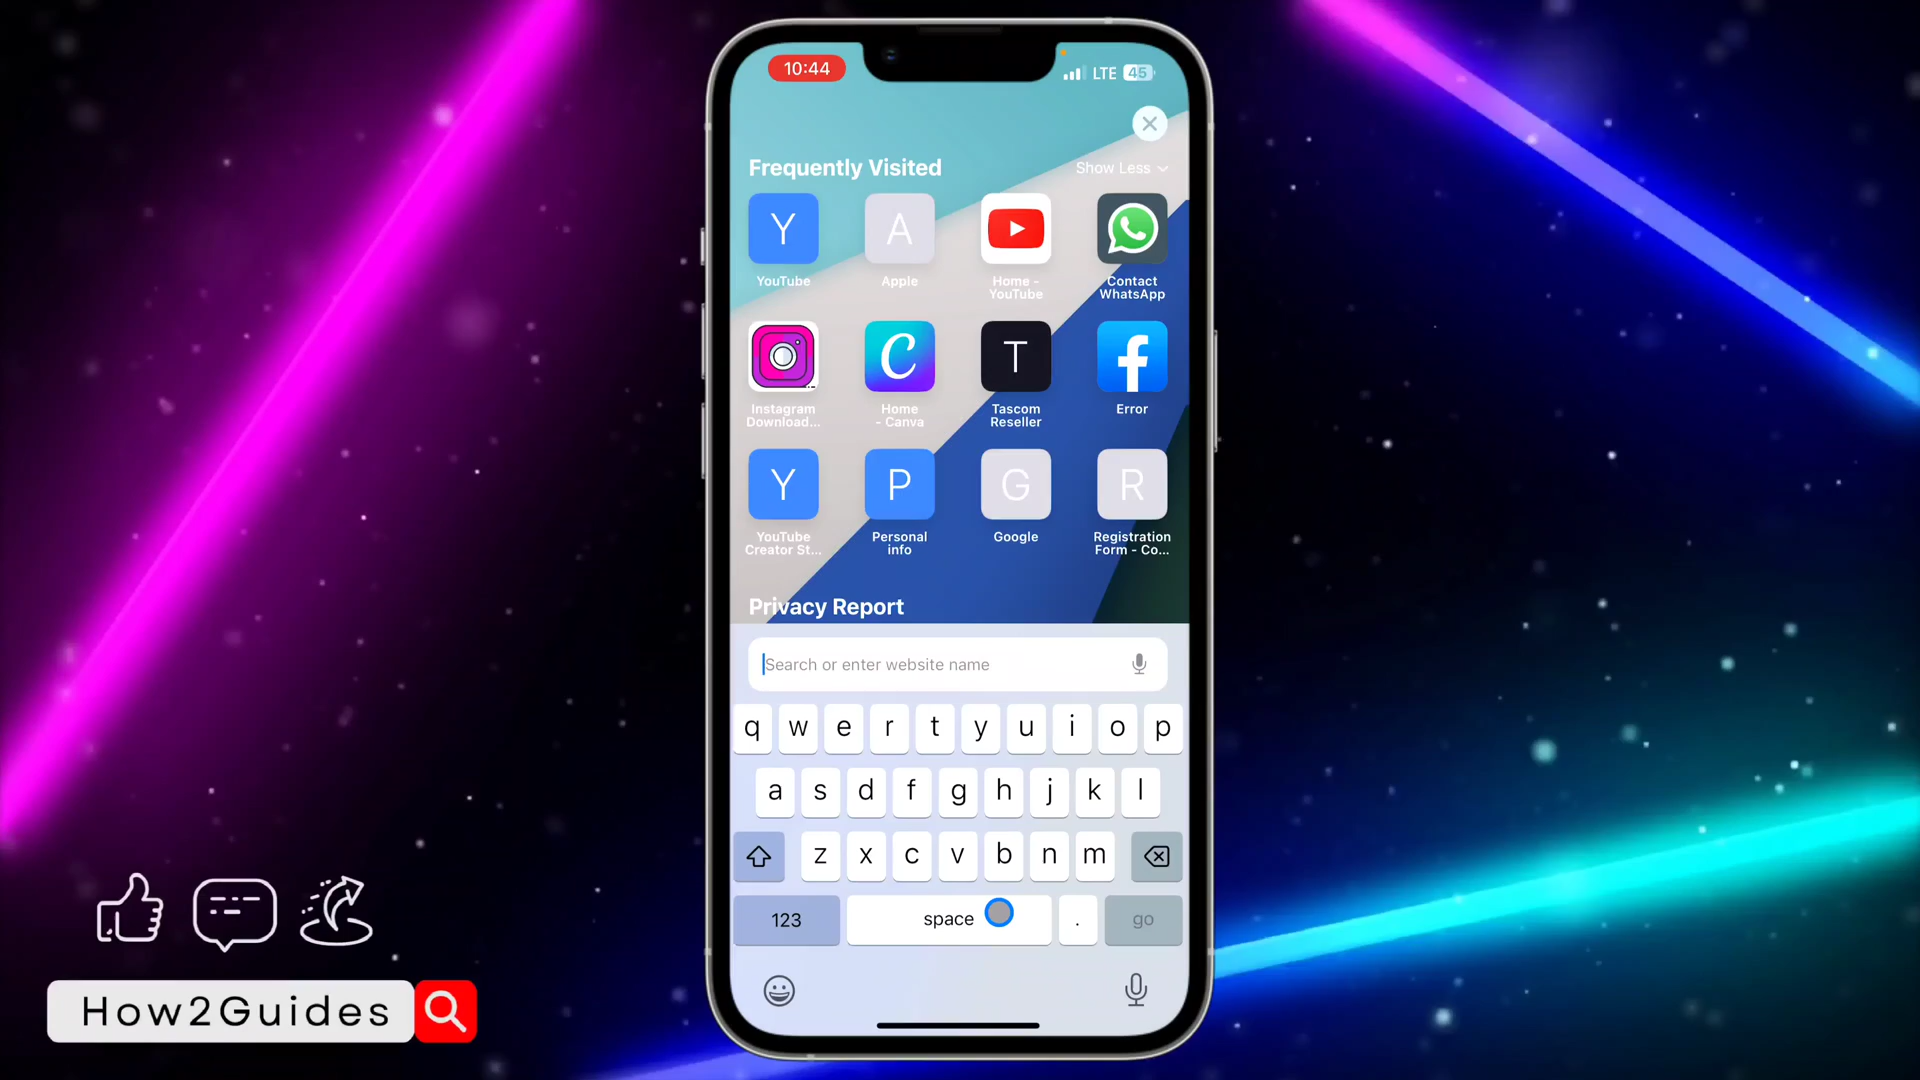 10:44
LTE 45
Frequently Visited
Show Less
Y
A
YouTube
Apple
Home -
YouTube
Contact
WhatsApp
C
T
f
Instagram
Download...
Home
- Canva
Tascom
Reseller
Error
Y
P
G
R
YouTube
Creator St...
Personal
info
Google
Registration
Form - Co...
Privacy Report
Search or enter website name
q w e r t y u i o p
a s d f g h j k l
z x c v b n m
123 space . go
How2Guides